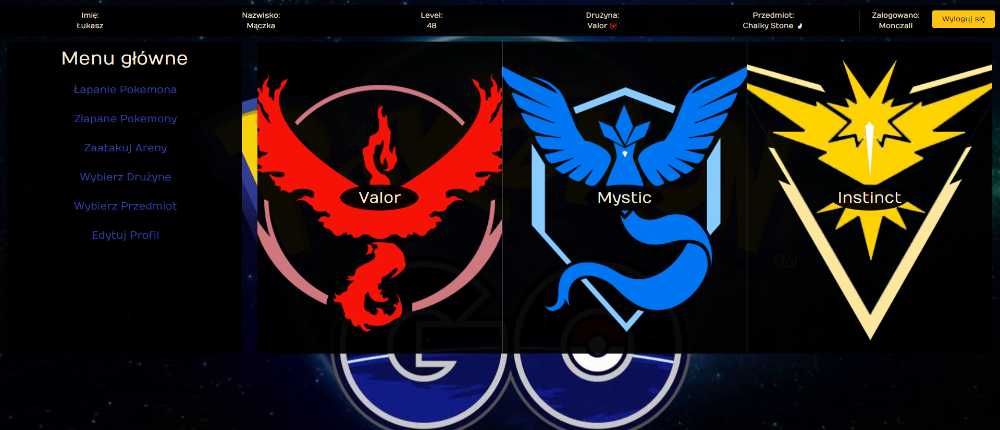 Imię:
Łukasz
Nazwisko:
Mączka
Level:
48
Drużyna:
Valor
Przedmiot:
Chalky Stone
Zalogowano:
Monczall
Wyloguj się
Menu główne
Łapanie Pokemona
Złapane Pokemony
Zaatakuj Areny
Wybierz Drużyne
Wybierz Przedmiot
Edytuj Profil
Valor
Mystic
Instinct
TM
GO